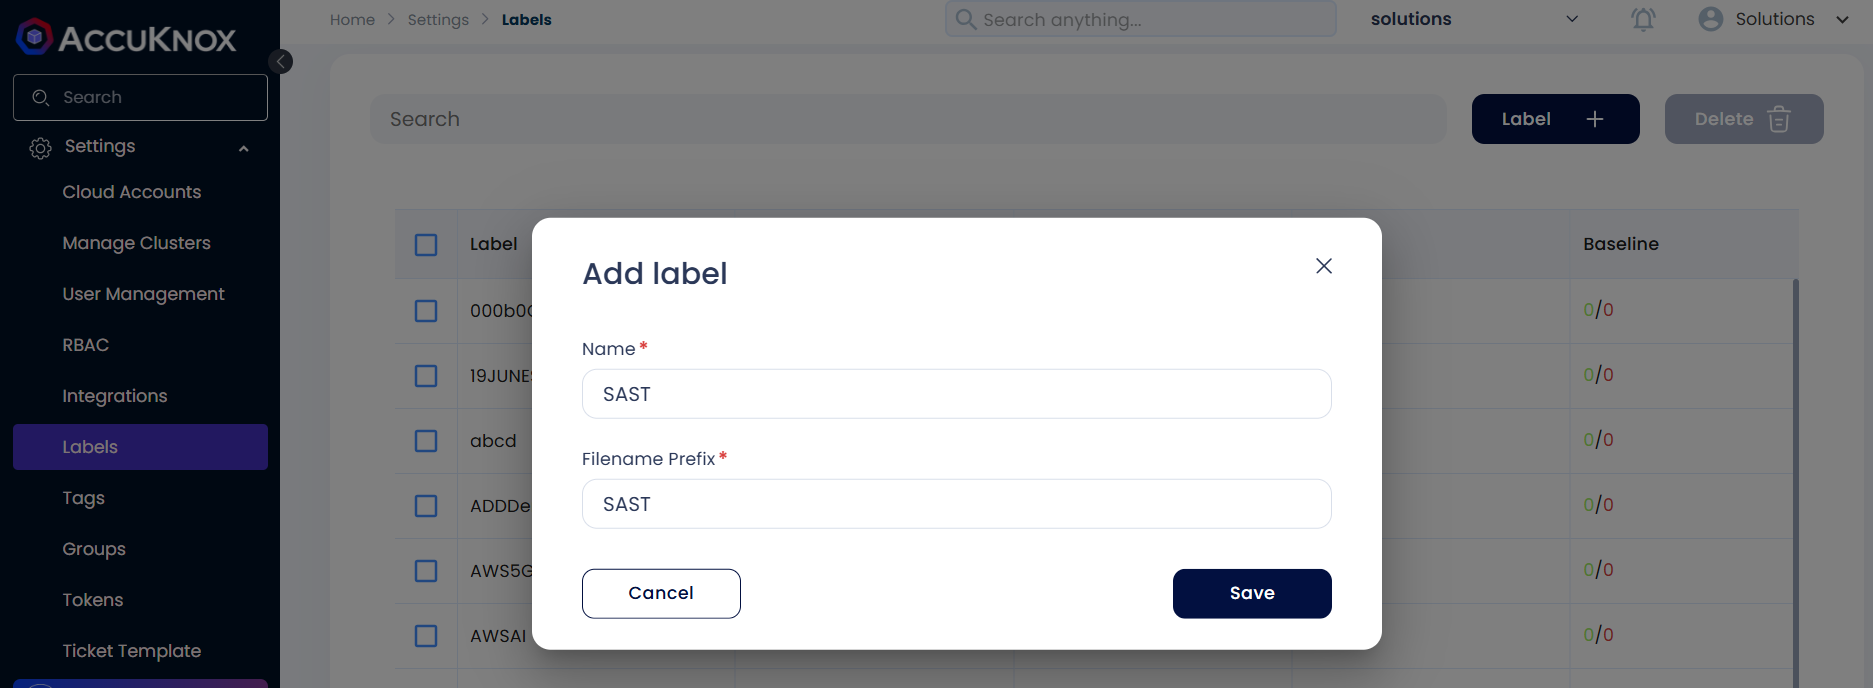 ACCUKNOX
Search
Settings
Cloud Accounts
Manage Clusters
User Management
RBAC
Integrations
Labels
Tags
Groups
Tokens
Ticket Template
Home > Settings > Labels
Search anything...
solutions
Solutions
Search
Label +
Delete
Label
Baseline
0/0
19JUNE
0/0
abcd
0/0
ADDDe
0/0
AWS5G
0/0
AWSAI
0/0
Add label
Name *
SAST
Filename Prefix *
SAST
Cancel
Save